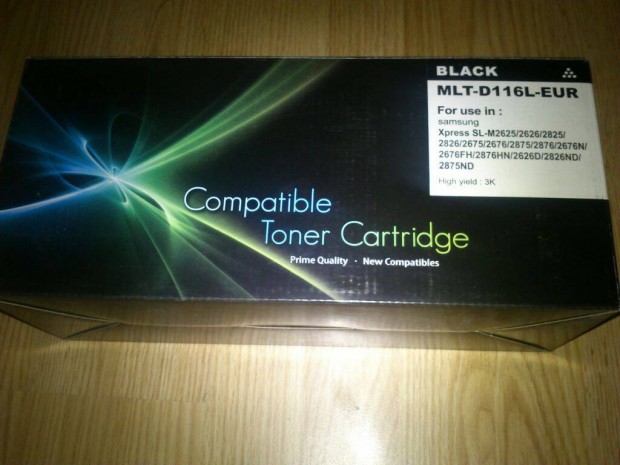 BLACK
MLT-D116L-EUR
For use in :
samsung
Xpress SL-M2625/2626/2825/
2826/2675/2676/2875/2876/2676N/
2676FH/2876HN/2626D/2826ND/
2875ND
High yield : 3K
Compatible
Toner Cartridge
Prime Quality · New Compatibles